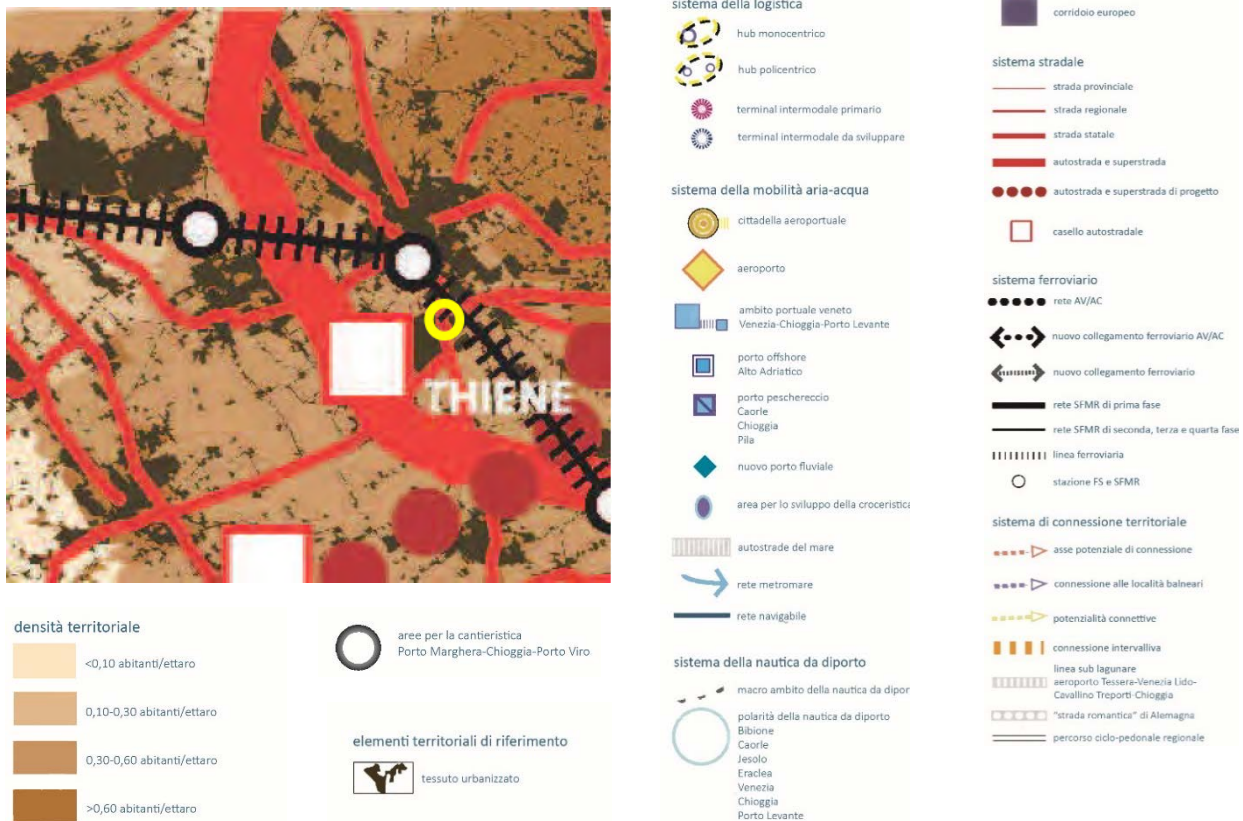 THIENE
densità territoriale
<0,10 abitanti/ettaro
0,10-0,30 abitanti/ettaro
0,30-0,60 abitanti/ettaro
>0,60 abitanti/ettaro
aree per la cantieristica
Porto Marghera-Chioggia-Porto Viro
elementi territoriali di riferimento
tessuto urbanizzato
sistema della logistica
hub monocentrico
hub policentrico
terminal intermodale primario
terminal intermodale da sviluppare
sistema della mobilità aria-acqua
cittadella aeroportuale
aeroporto
ambito portuale veneto
Venezia-Chioggia-Porto Levante
porto offshore
Alto Adriatico
porto peschereccio
Caorle
Chioggia
Pila
nuovo porto fluviale
area per lo sviluppo della croceristica
autostrade del mare
rete metromare
rete navigabile
sistema della nautica da diporto
macro ambito della nautica da dipor
polarità della nautica da diporto
Bibione
Caorle
Jesolo
Eraclea
Venezia
Chioggia
Porto Levante
corridoio europeo
sistema stradale
strada provinciale
strada regionale
strada statale
autostrada e superstrada
autostrada e superstrada di progetto
casello autostradale
sistema ferroviario
rete AV/AC
nuovo collegamento ferroviario AV/AC
nuovo collegamento ferroviario
rete SFMR di prima fase
rete SFMR di seconda, terza e quarta fase
linea ferroviaria
stazione FS e SFMR
sistema di connessione territoriale
asse potenziale di connessione
connessione alle località balneari
potenzialità connettive
connessione intervalliva
linea sub lagunare
aeroporto Tessera-Venezia Lido-
Cavallino Treporti-Chioggia
"strada romantica" di Alemagna
percorso ciclo-pedonale regionale